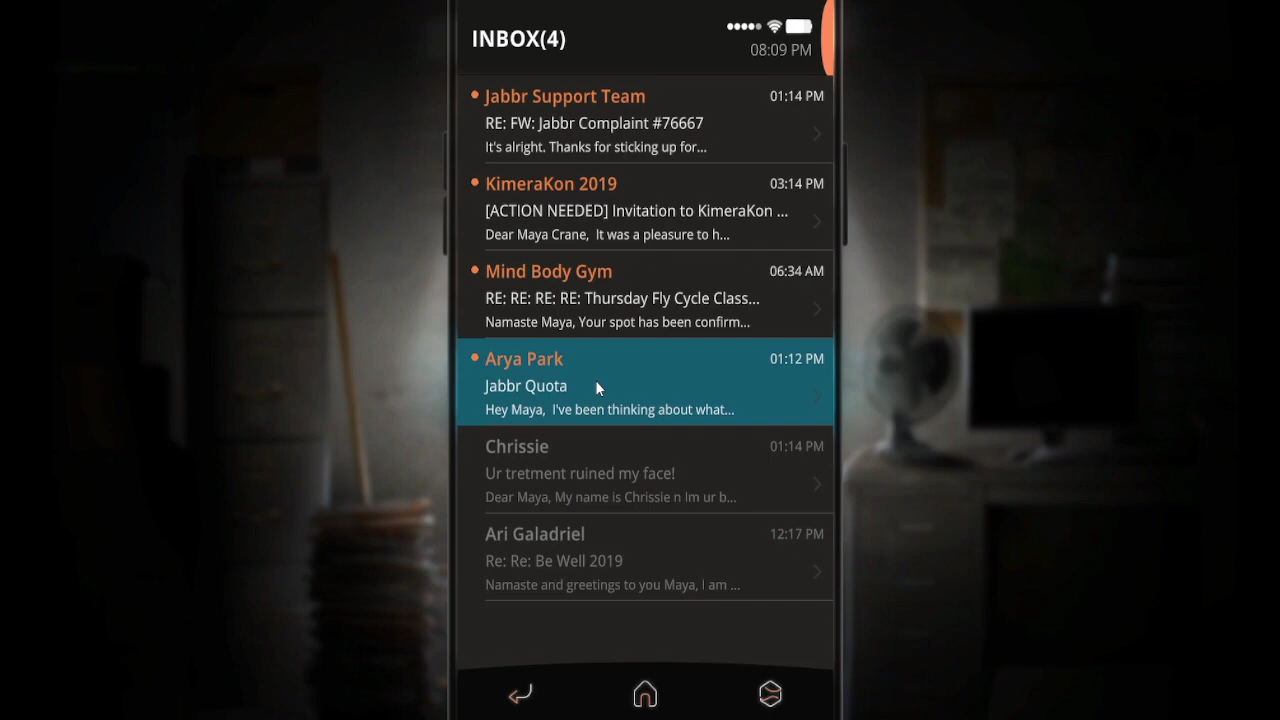 INBOX(4)
08:09 PM
Jabbr Support Team 01:14 PM
RE: FW: Jabbr Complaint #76667
It's alright. Thanks for sticking up for...
KimeraKon 2019 03:14 PM
[ACTION NEEDED] Invitation to KimeraKon ...
Dear Maya Crane,  It was a pleasure to h...
Mind Body Gym 06:34 AM
RE: RE: RE: RE: Thursday Fly Cycle Class...
Namaste Maya, Your spot has been confirm...
Arya Park 01:12 PM
Jabbr Quota
Hey Maya,  I've been thinking about what...
Chrissie 01:14 PM
Ur tretment ruined my face!
Dear Maya, My name is Chrissie n Im ur b...
Ari Galadriel 12:17 PM
Re: Re: Be Well 2019
Namaste and greetings to you Maya, I am ...